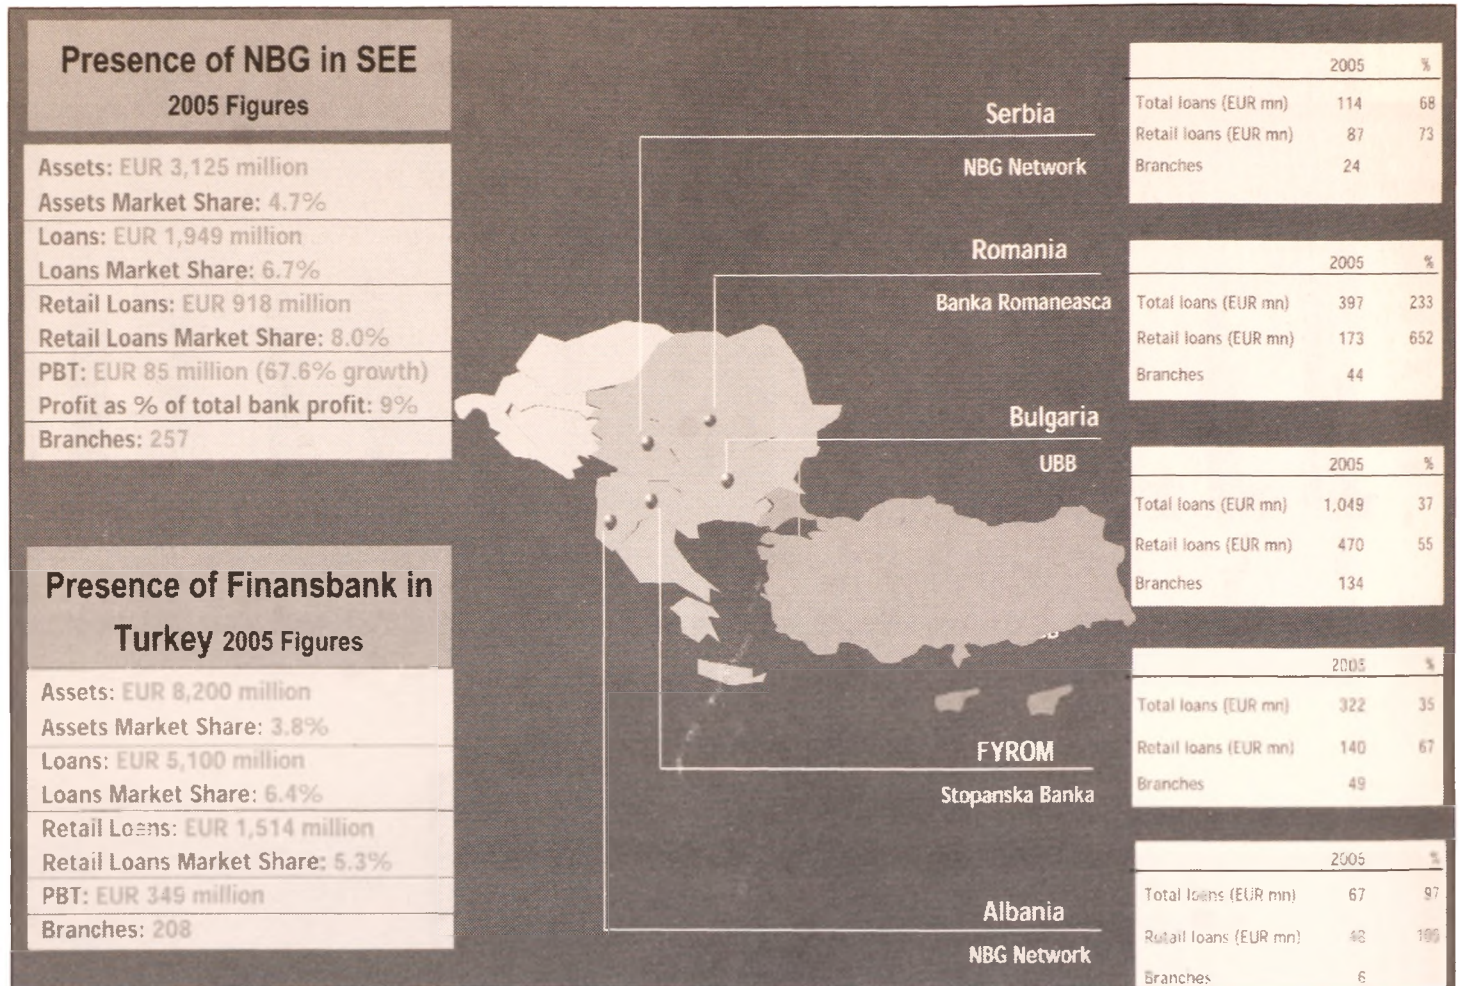 Presence of NBG in SEE
2005 Figures
Assets: EUR 3,125 million
Assets Market Share: 4.7%
Loans: EUR 1,949 million
Loans Market Share: 6.7%
Retail Loans: EUR 918 million
Retail Loans Market Share: 8.0%
PBT: EUR 85 million (67.6% growth)
Profit as % of total bank profit: 9%
Branches: 257
Presence of Finansbank in
Turkey 2005 Figures
Assets: EUR 8,200 million
Assets Market Share: 3.8%
Loans: EUR 5,100 million
Loans Market Share: 6.4%
Retail Loans: EUR 1,514 million
Retail Loans Market Share: 5.3%
PBT: EUR 349 million
Branches: 208
Serbia
NBG Network
2005 %
Total loans (EUR mn) 114 68
Retail loans (EUR mn) 87 73
Branches 24
Romania
Banka Romaneasca
2005 %
Total loans (EUR mn) 397 233
Retail loans (EUR mn) 173 652
Branches 44
Bulgaria
UBB
2005 %
Total loans (EUR mn) 1,049 37
Retail loans (EUR mn) 470 55
Branches 134
FYROM
Stopanska Banka
2005 %
Total loans (EUR mn) 322 35
Retail loans (EUR mn) 140 67
Branches 49
Albania
NBG Network
2005 %
Total loans (EUR mn) 67 97
Retail loans (EUR mn)
Branches 6